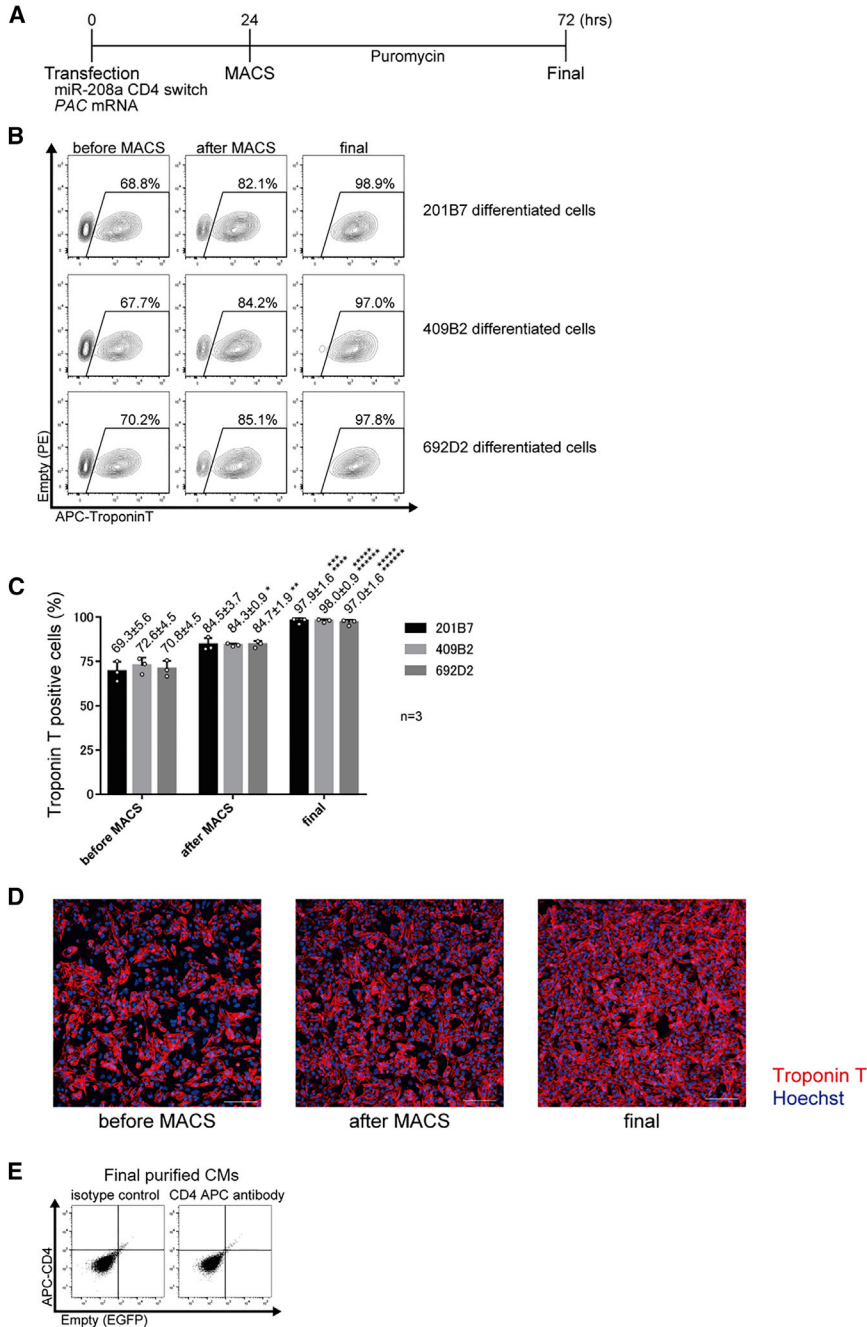 A
0 24 72 (hrs)
Puromycin
Transfection MACS Final
miR-208a CD4 switch
PAC mRNA
B
before MACS after MACS final
68.8% 82.1% 98.9%
201B7 differentiated cells
67.7% 84.2% 97.0%
409B2 differentiated cells
70.2% 85.1% 97.8%
692D2 differentiated cells
Empty (PE)
APC-TroponinT
C
69.3±5.6
72.6±4.5
70.8±4.5
84.5±3.7
84.3±0.9 *
84.7±1.9 **
97.9±1.6
98.0±0.9
97.0±1.6
Troponin T positive cells (%)
100
75
50
25
0
before MACS
after MACS
final
201B7
409B2
692D2
n=3
D
before MACS after MACS final
Troponin T
Hoechst
E
Final purified CMs
isotype control CD4 APC antibody
APC-CD4
Empty (EGFP)